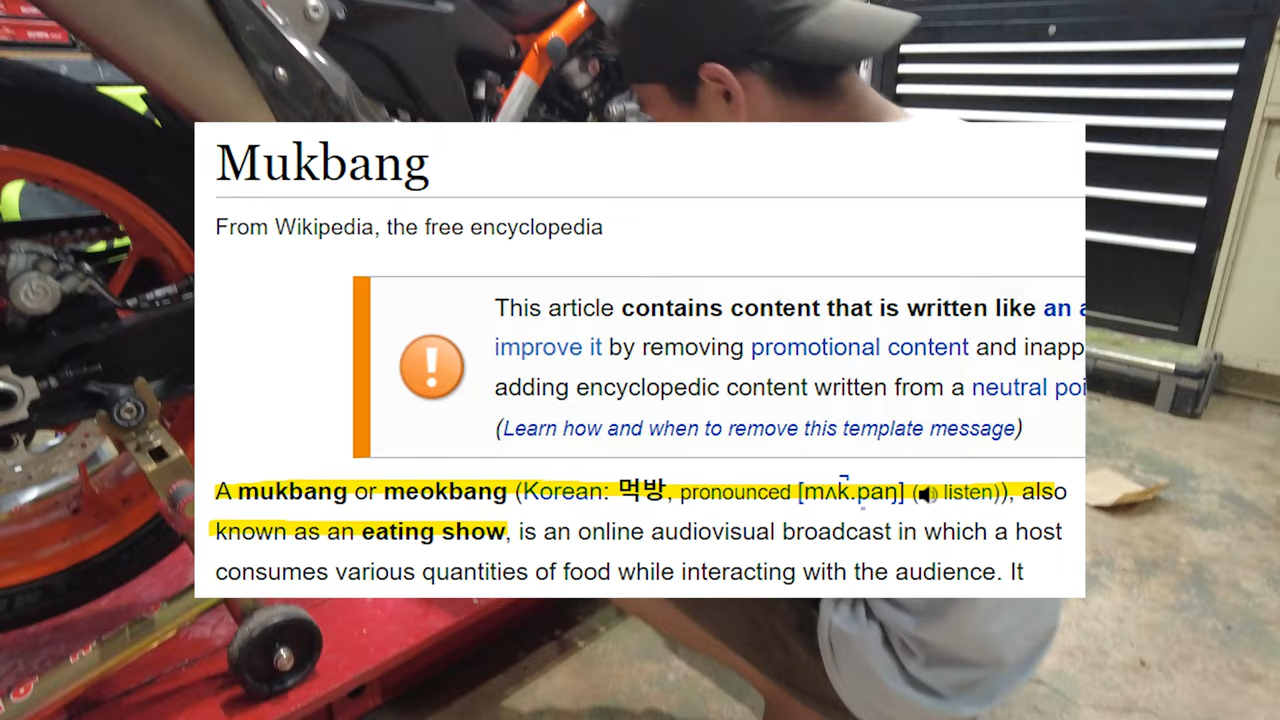 Mukbang
From Wikipedia, the free encyclopedia
This article contains content that is written like an a
improve it by removing promotional content and inapp
adding encyclopedic content written from a neutral poi
(Learn how and when to remove this template message)
A mukbang or meokbang (Korean: 먹방, pronounced [mʌk̚.p͈aŋ] (listen)), also
known as an eating show, is an online audiovisual broadcast in which a host
consumes various quantities of food while interacting with the audience. It